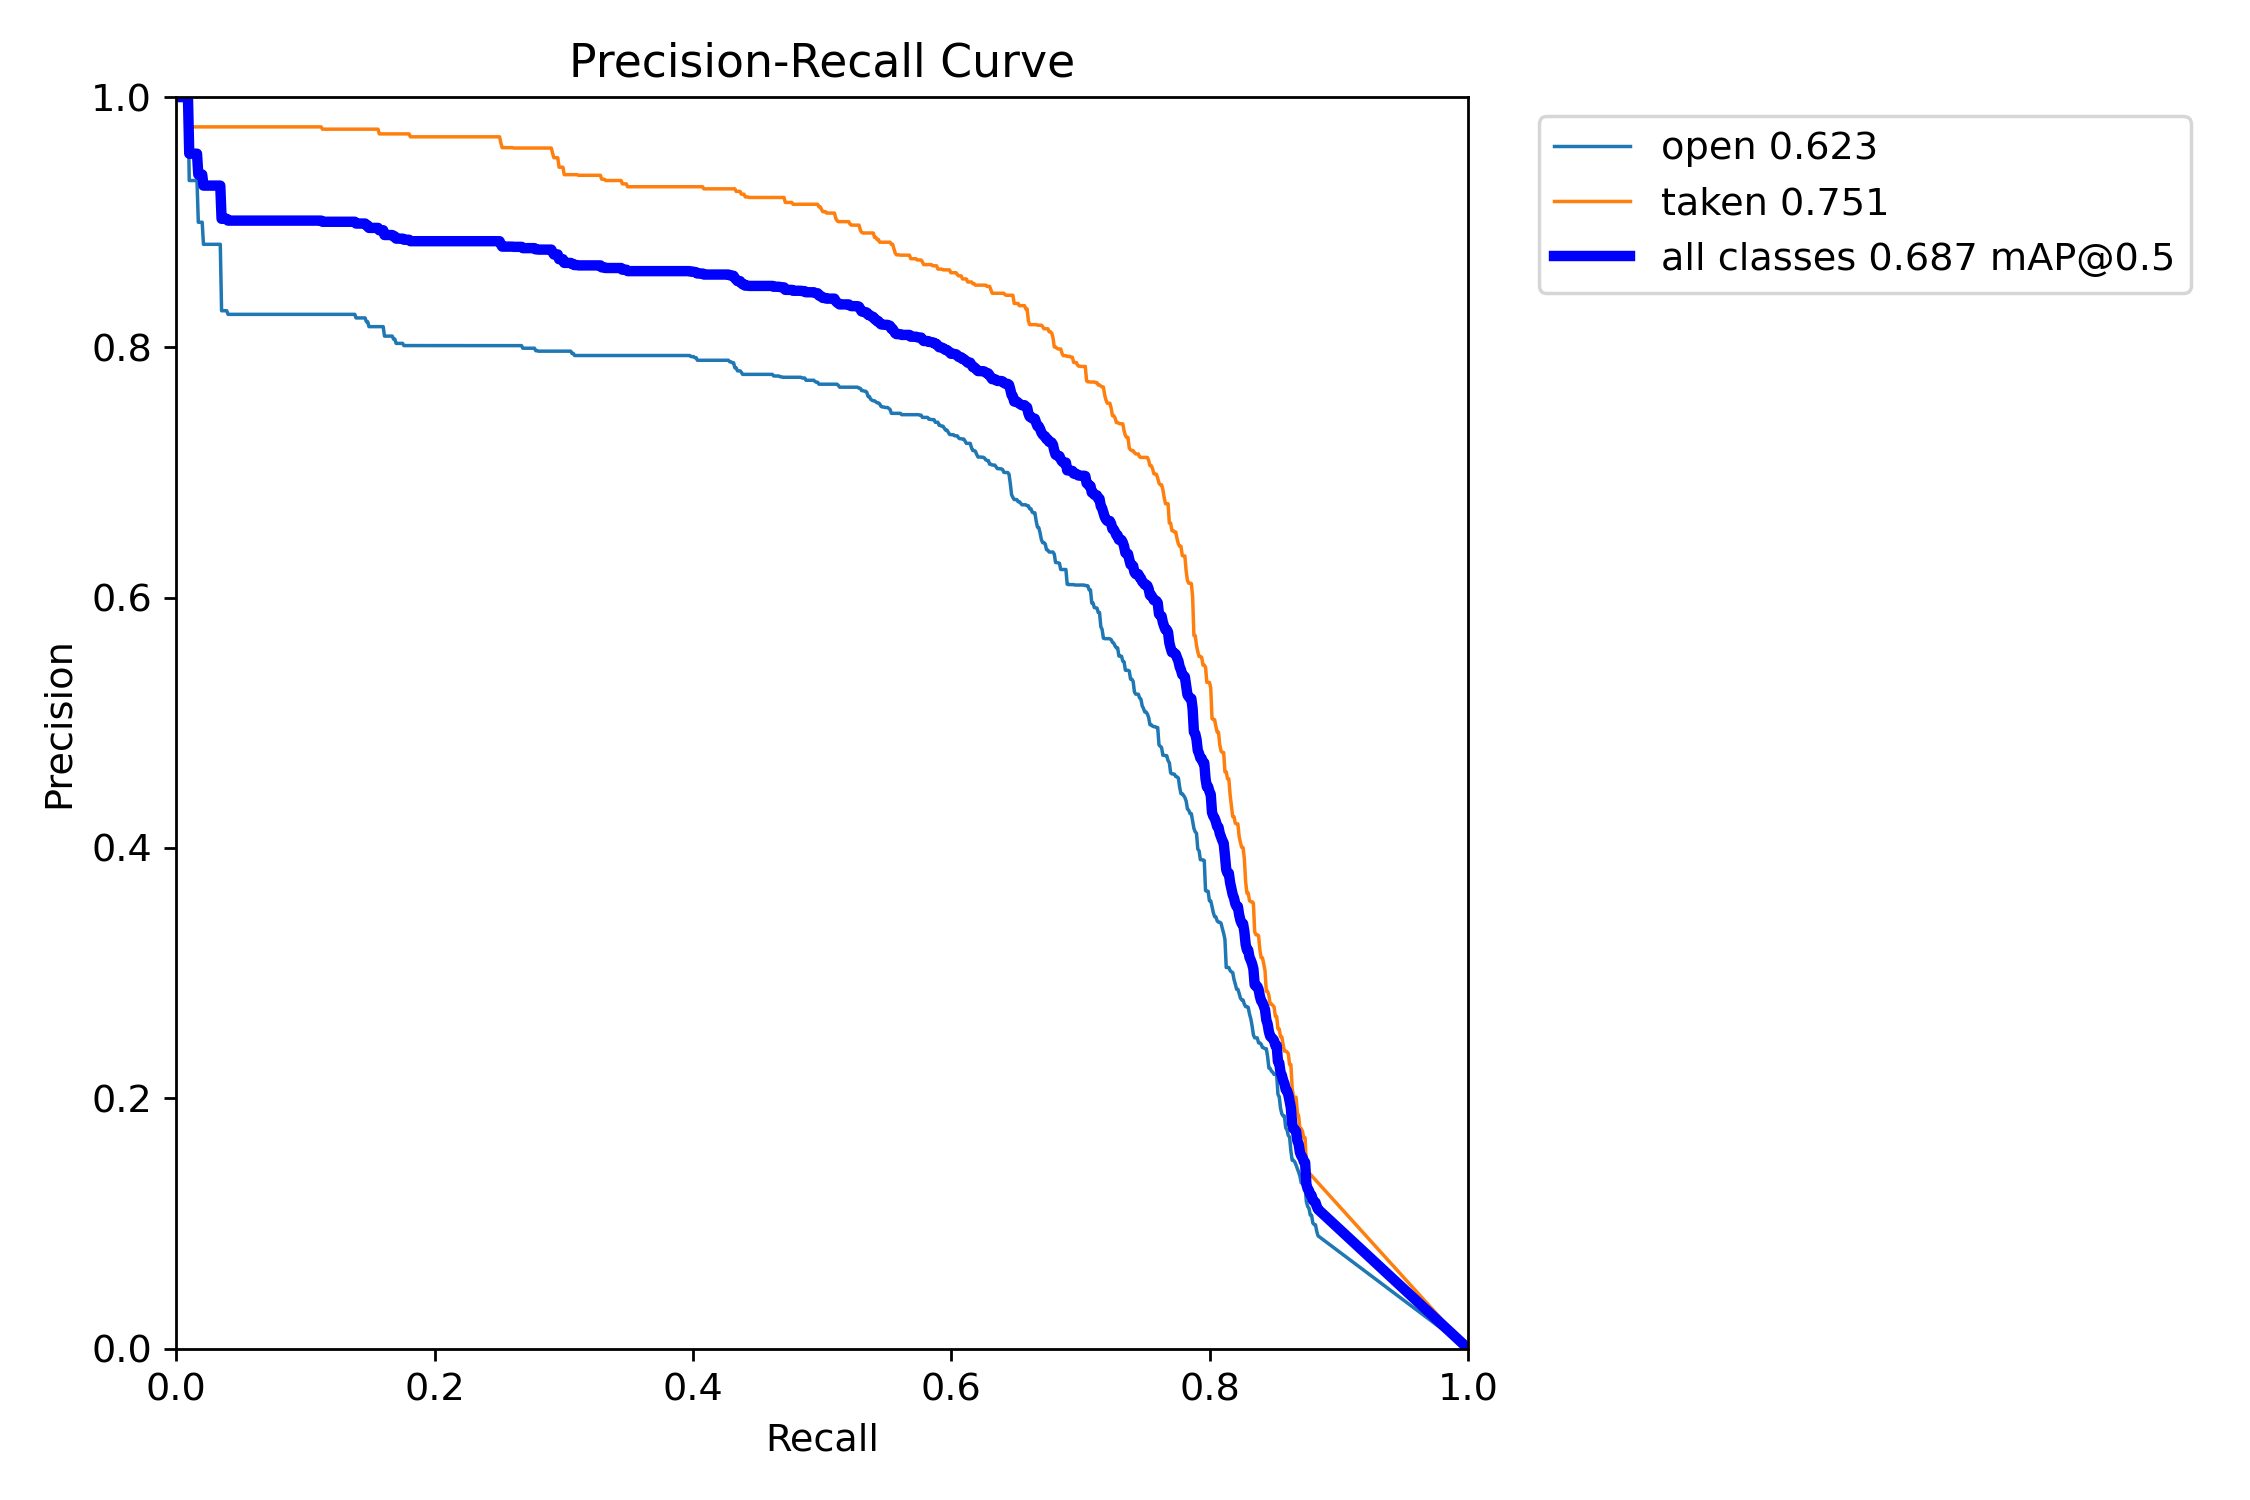 Precision-Recall Curve
open 0.623
taken 0.751
all classes 0.687 mAP@0.5
Precision
1.0
0.8
0.6
0.4
0.2
0.0
0.0 0.2 0.4 0.6 0.8 1.0
Recall